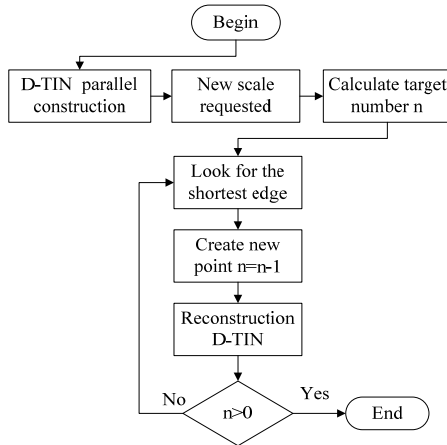 Begin
D-TIN parallel
construction
New scale
requested
Calculate target
number n
Look for the
shortest edge
Create new
point n=n-1
Reconstruction
D-TIN
No
n>0
Yes
End